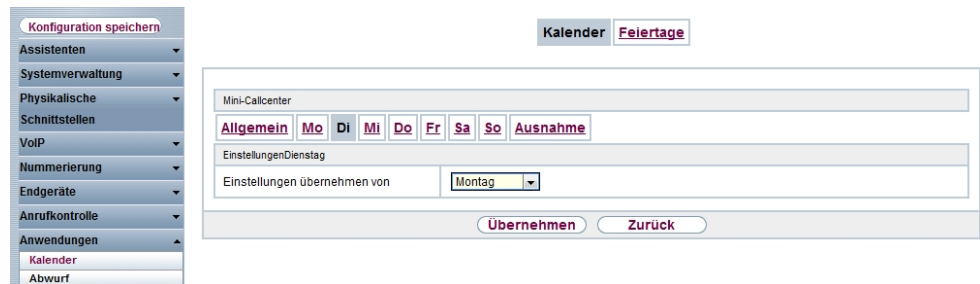 Konfiguration speichern
Assistenten
Systemverwaltung
Physikalische
Schnittstellen
VoIP
Nummerierung
Endgeräte
Anrufkontrolle
Anwendungen
Kalender
Abwurf
Kalender Feiertage
Mini-Callcenter
Allgemein Mo Di Mi Do Fr Sa So Ausnahme
EinstellungenDienstag
Einstellungen übernehmen von Montag
Übernehmen Zurück